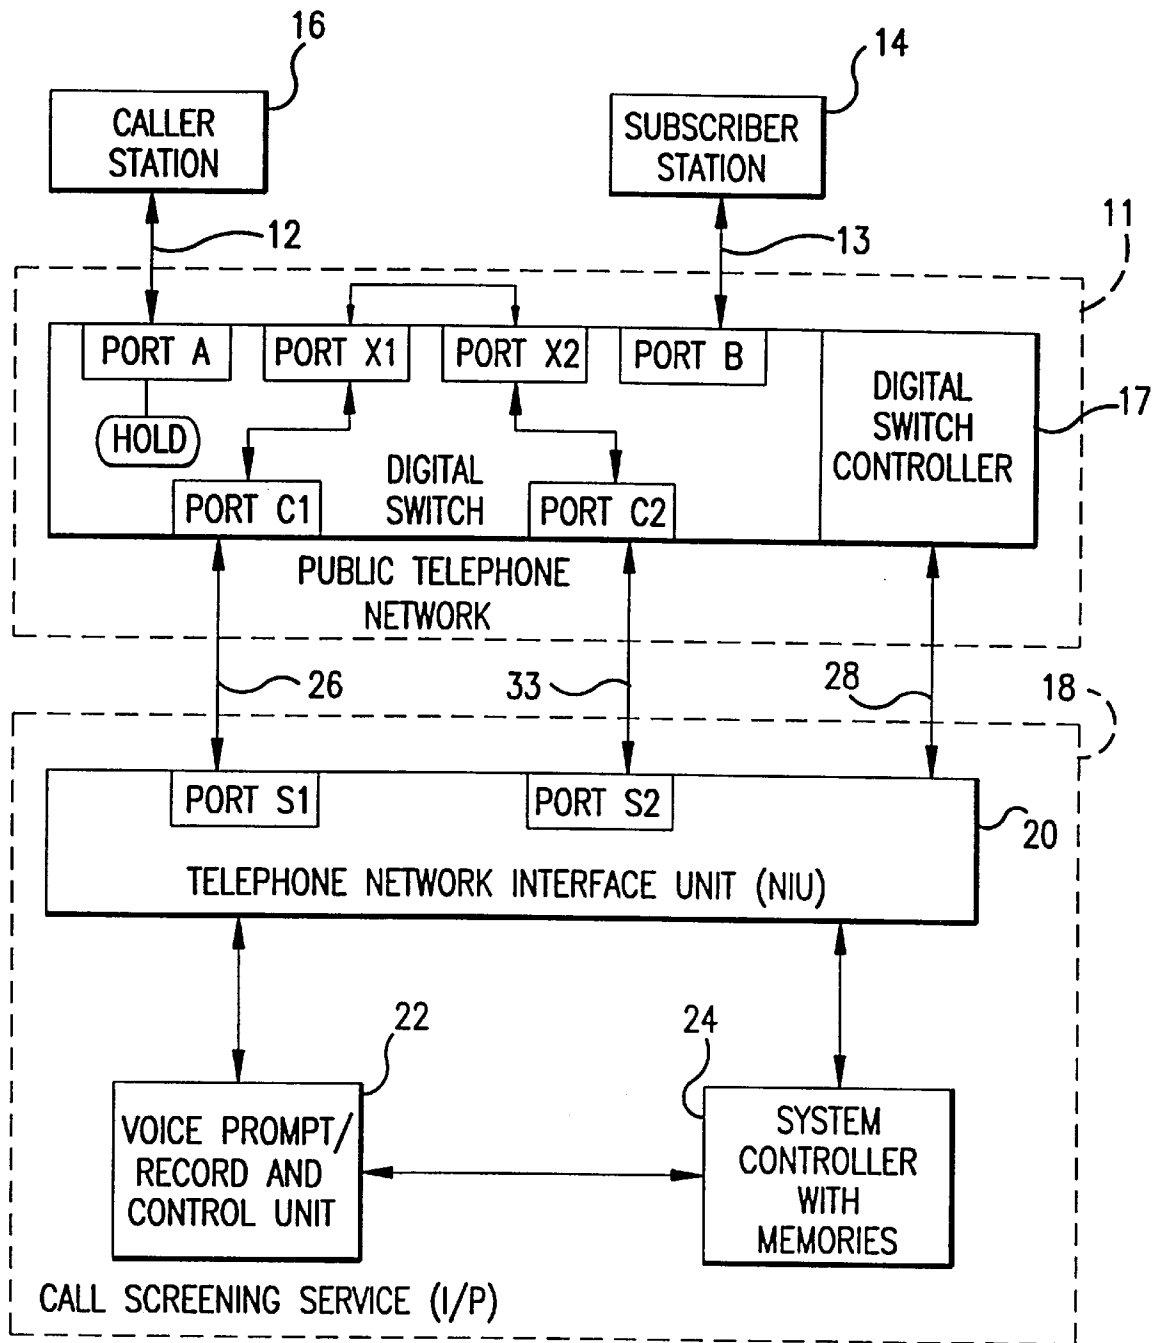 16
14
CALLER
STATION
SUBSCRIBER
STATION
11
12
13
PORT A
PORT X1
PORT X2
PORT B
DIGITAL
SWITCH
CONTROLLER
17
HOLD
DIGITAL
SWITCH
PORT C1
PORT C2
PUBLIC TELEPHONE
NETWORK
26
33
28
18
PORT S1
PORT S2
20
TELEPHONE NETWORK INTERFACE UNIT (NIU)
22
24
VOICE PROMPT/
RECORD AND
CONTROL UNIT
SYSTEM
CONTROLLER
WITH
MEMORIES
CALL SCREENING SERVICE (I/P)